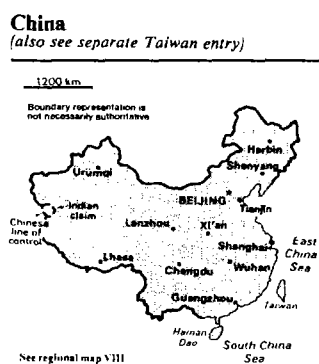 China
(also see separate Taiwan entry)
1200 km
Boundary representation is
not necessarily authoritative
Harbin
Shenyang
Ürümqi
BEIJING
Tianjin
Indian
claim
Chinese
line of
control
Lanzhou
Xi'an
Shanghai
East
China
Sea
Lhasa
Chengdu
Wuhan
Guangzhou
Taiwan
Hainan
Dao
South China
Sea
See regional map VIII